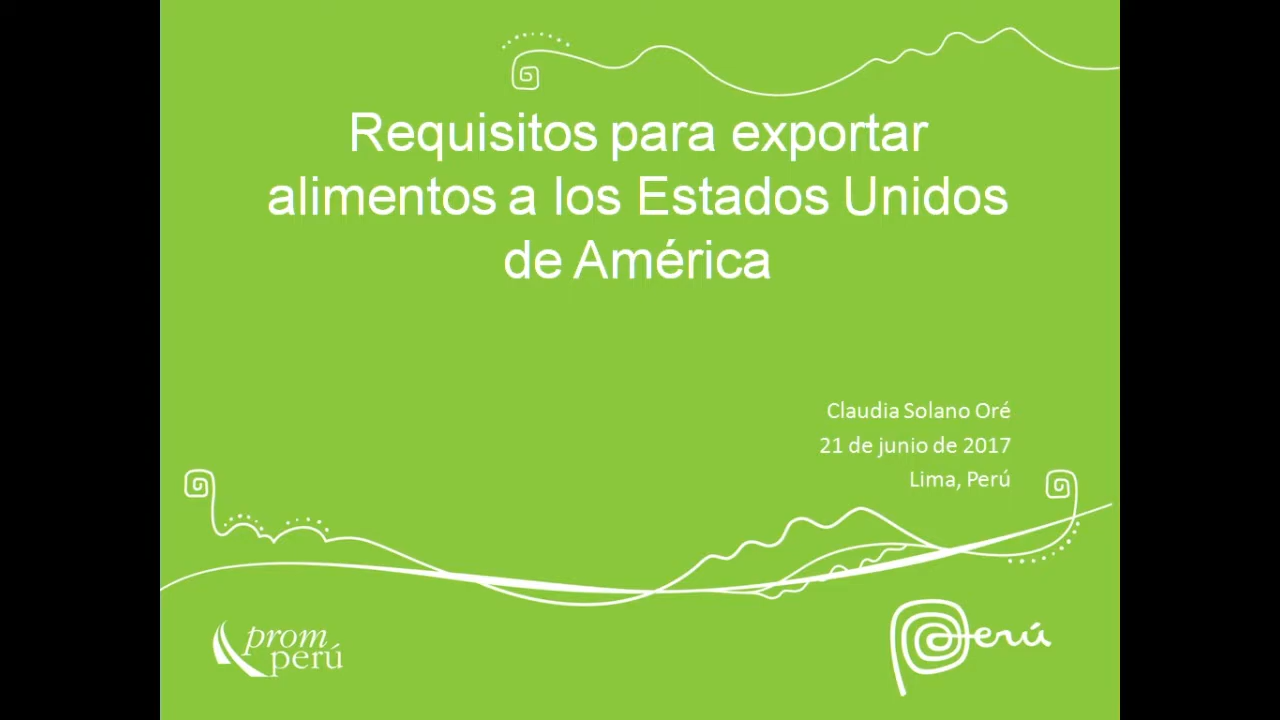 Requisitos para exportar
alimentos a los Estados Unidos
de América
Claudia Solano Oré
21 de junio de 2017
Lima, Perú
prom
perú
Perú